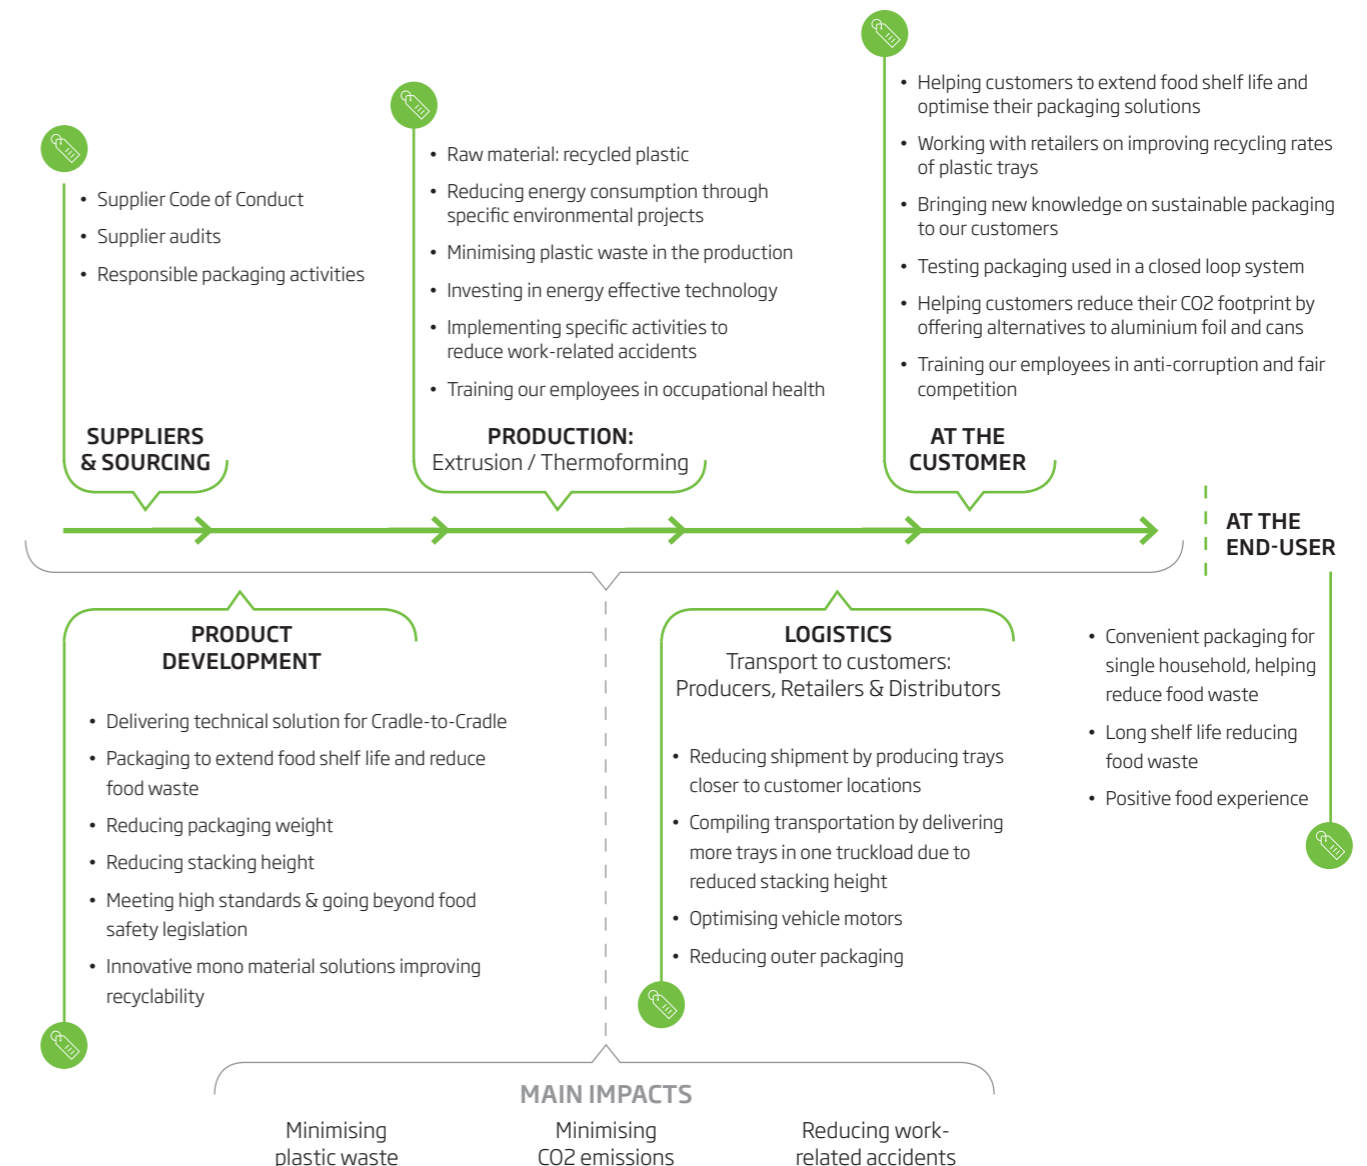 • Supplier Code of Conduct
• Supplier audits
• Responsible packaging activities
SUPPLIERS
& SOURCING
• Raw material: recycled plastic
• Reducing energy consumption through
specific environmental projects
• Minimising plastic waste in the production
• Investing in energy effective technology
• Implementing specific activities to
reduce work-related accidents
• Training our employees in occupational health
PRODUCTION:
Extrusion / Thermoforming
• Helping customers to extend food shelf life and
optimise their packaging solutions
• Working with retailers on improving recycling rates
of plastic trays
• Bringing new knowledge on sustainable packaging
to our customers
• Testing packaging used in a closed loop system
• Helping customers reduce their CO2 footprint by
offering alternatives to aluminium foil and cans
• Training our employees in anti-corruption and fair
competition
AT THE
CUSTOMER
AT THE
END-USER
PRODUCT
DEVELOPMENT
• Delivering technical solution for Cradle-to-Cradle
• Packaging to extend food shelf life and reduce
food waste
• Reducing packaging weight
• Reducing stacking height
• Meeting high standards & going beyond food
safety legislation
• Innovative mono material solutions improving
recyclability
LOGISTICS
Transport to customers:
Producers, Retailers & Distributors
• Reducing shipment by producing trays
closer to customer locations
• Compiling transportation by delivering
more trays in one truckload due to
reduced stacking height
• Optimising vehicle motors
• Reducing outer packaging
• Convenient packaging for
single household, helping
reduce food waste
• Long shelf life reducing
food waste
• Positive food experience
MAIN IMPACTS
Minimising
plastic waste
Minimising
CO2 emissions
Reducing work-
related accidents